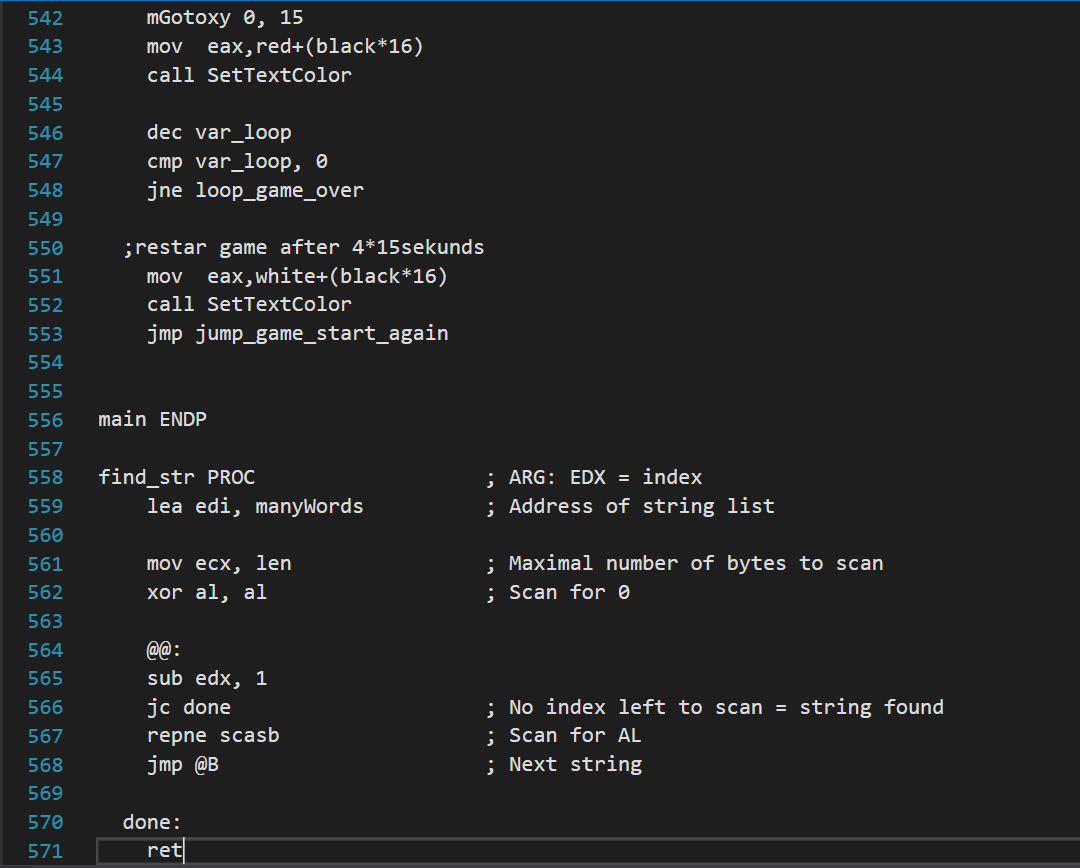 542 mGotoxy 0, 15
543 mov  eax,red+(black*16)
544 call SetTextColor
545
546 dec var_loop
547 cmp var_loop, 0
548 jne loop_game_over
549
550 ;restar game after 4*15sekunds
551 mov  eax,white+(black*16)
552 call SetTextColor
553 jmp jump_game_start_again
554
555
556 main ENDP
557
558 find_str PROC ; ARG: EDX = index
559 lea edi, manyWords ; Address of string list
560
561 mov ecx, len ; Maximal number of bytes to scan
562 xor al, al ; Scan for 0
563
564 @@:
565 sub edx, 1
566 jc done ; No index left to scan = string found
567 repne scasb ; Scan for AL
568 jmp @B ; Next string
569
570 done:
571 ret